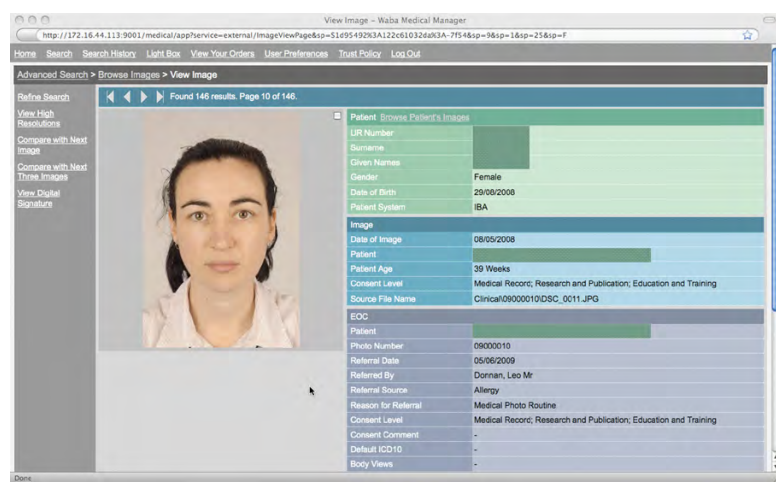 View Image – Waba Medical Manager
http://172.16.44.113:9001/medical/app?service=external/ImageViewPage&sp=S1d95492%3A122c61032da%3A-7f54&sp=9&sp=1&sp=25&sp=F
Home Search Search History Light Box View Your Orders User Preferences Trust Policy Log Out
Advanced Search > Browse Images > View Image
Refine Search
View High
Resolutions
Compare with Next
Image
Compare with Next
Three Images
View Digital
Signature
Found 146 results. Page 10 of 146.
Patient Browse Patient's Images
UR Number
Surname
Given Names
Gender Female
Date of Birth 29/08/2008
Patient System IBA
Image
Date of Image 08/05/2008
Patient
Patient Age 39 Weeks
Consent Level Medical Record; Research and Publication; Education and Training
Source File Name Clinical\09000010\DSC_0011.JPG
EOC
Patient
Photo Number 09000010
Referral Date 05/06/2009
Referred By Donnan, Leo Mr
Referral Source Allergy
Reason for Referral Medical Photo Routine
Consent Level Medical Record; Research and Publication; Education and Training
Consent Comment -
Default ICD10 -
Body Views -
Done